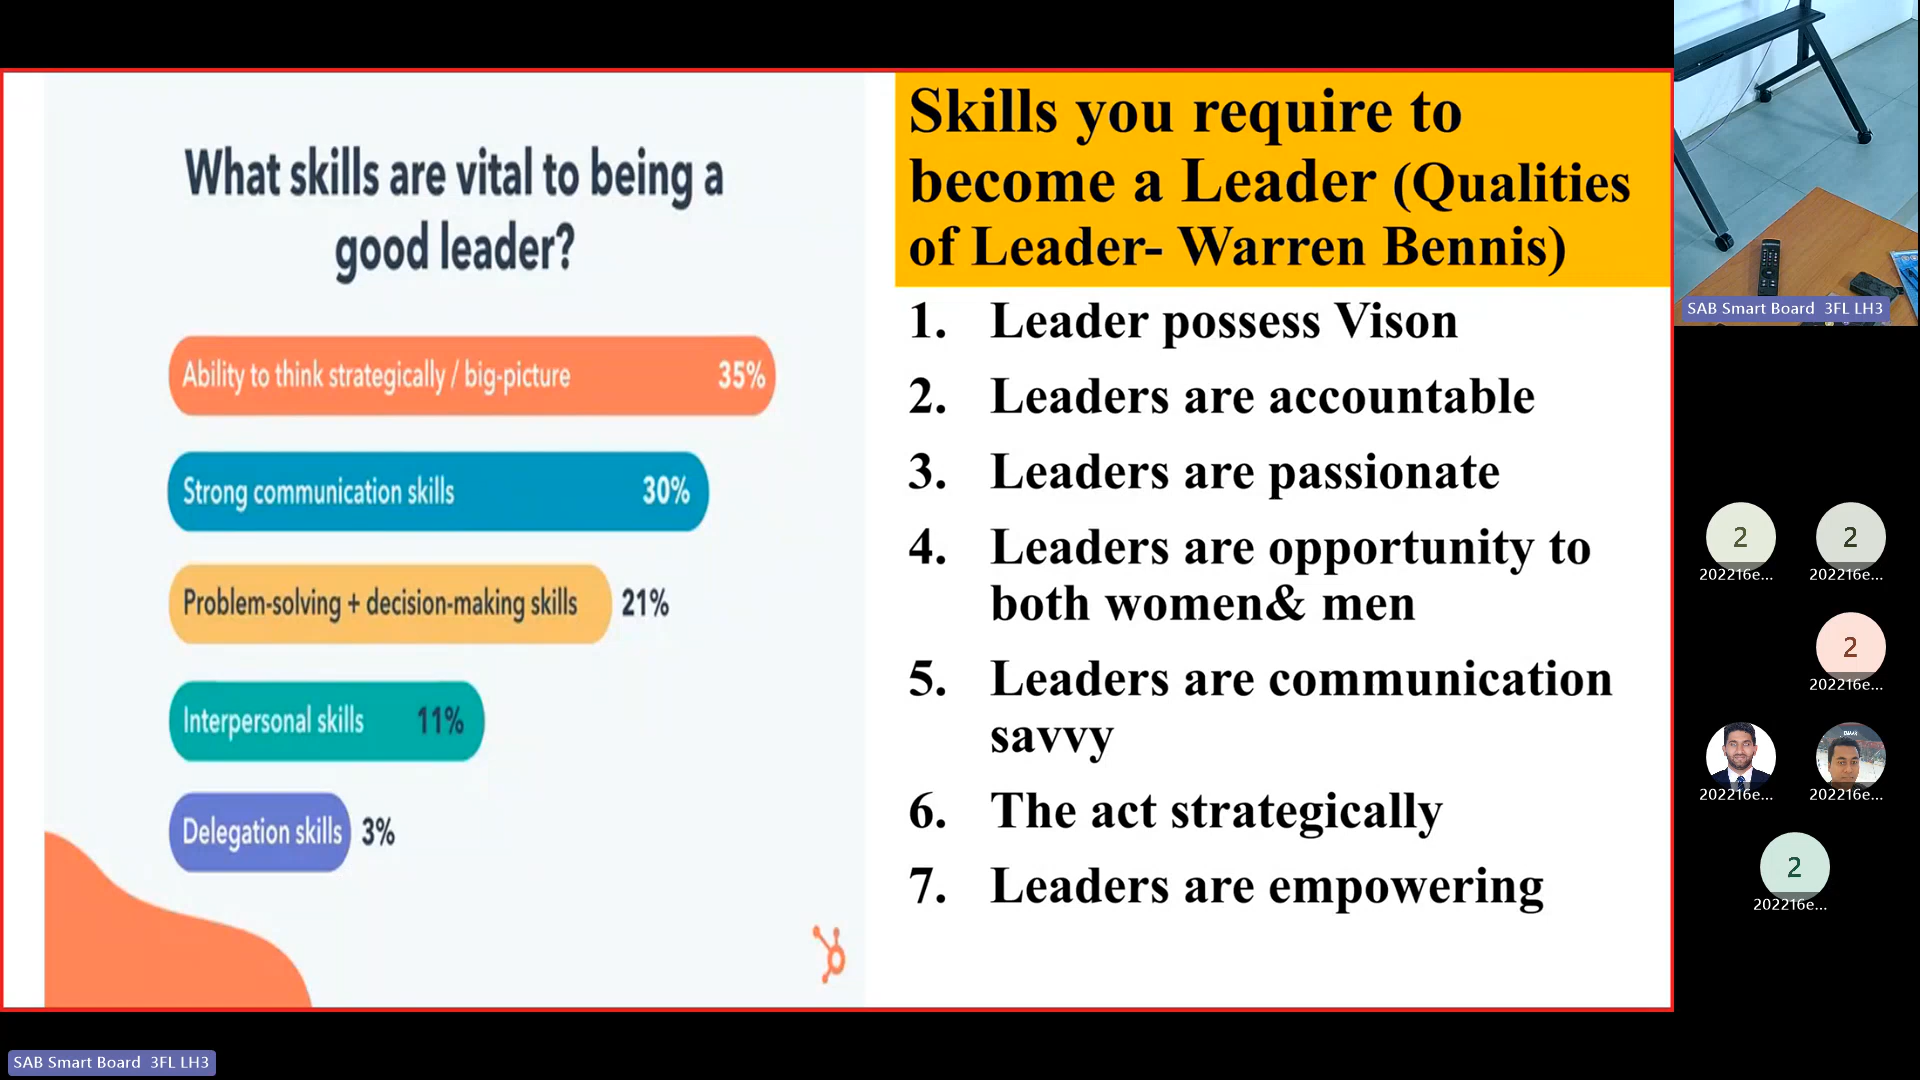 What skills are vital to being a
good leader?
Ability to think strategically / big-picture 35%
Strong communication skills 30%
Problem-solving + decision-making skills 21%
Interpersonal skills 11%
Delegation skills 3%
Skills you require to
become a Leader (Qualities
of Leader- Warren Bennis)
1. Leader possess Vison
2. Leaders are accountable
3. Leaders are passionate
4. Leaders are opportunity to
both women& men
5. Leaders are communication
savvy
6. The act strategically
7. Leaders are empowering
SAB Smart Board 3FL LH3
2 2
202216e... 202216e...
2
202216e...
202216e... 202216e...
2
202216e...
SAB Smart Board 3FL LH3